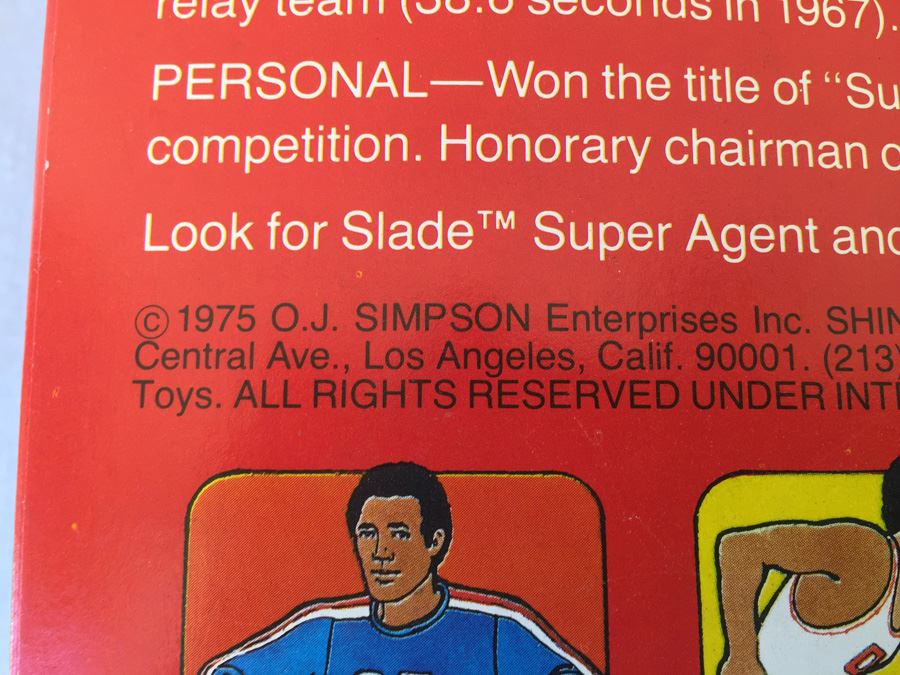 relay team (38.6 seconds in 1967).
PERSONAL—Won the title of “Su
competition. Honorary chairman
Look for Slade™ Super Agent and
© 1975 O.J. SIMPSON Enterprises Inc. SHIN
Central Ave., Los Angeles, Calif. 90001. (213)
Toys. ALL RIGHTS RESERVED UNDER INT